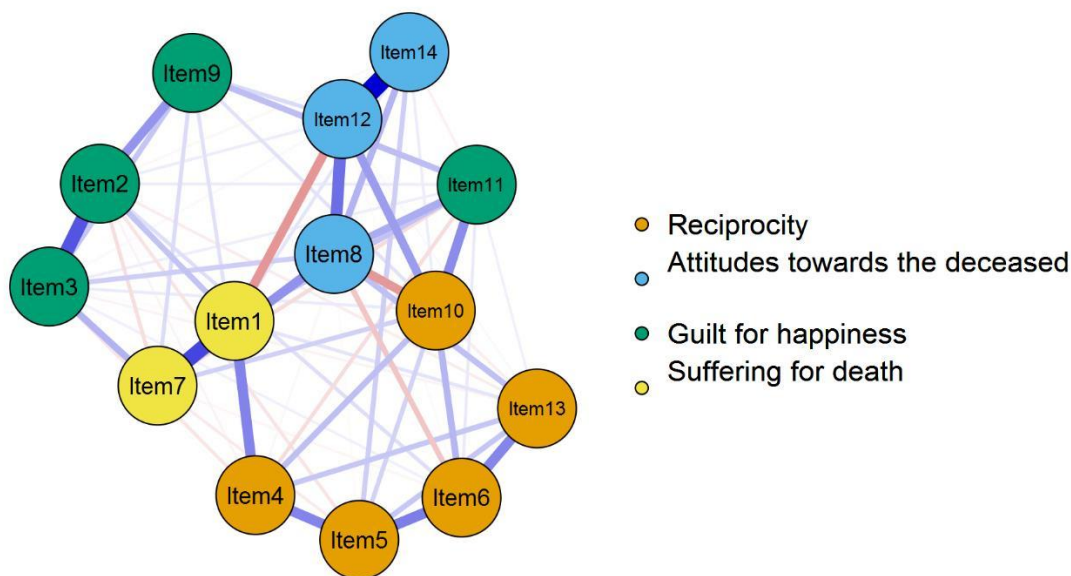 Item14
Item9
Item12
Item2
Item11
Item8
Item3
Item10
Item1
Item7
Item13
Item4
Item6
Item5
Reciprocity
Attitudes towards the deceased
Guilt for happiness
Suffering for death